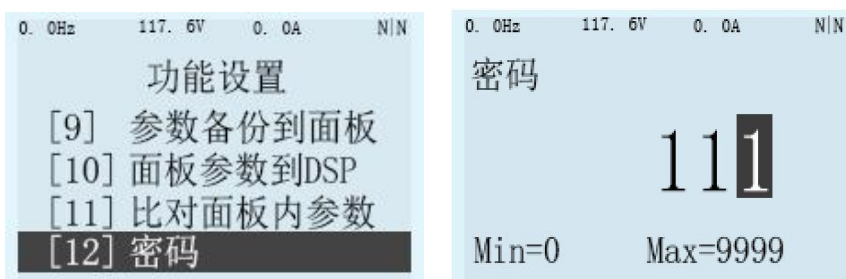 0. 0Hz 117. 6V 0. 0A N|N
功能设置
[9] 参数备份到面板
[10] 面板参数到DSP
[11] 比对面板内参数
[12] 密码
0. 0Hz 117. 6V 0. 0A N|N
密码
111
Min=0 Max=9999